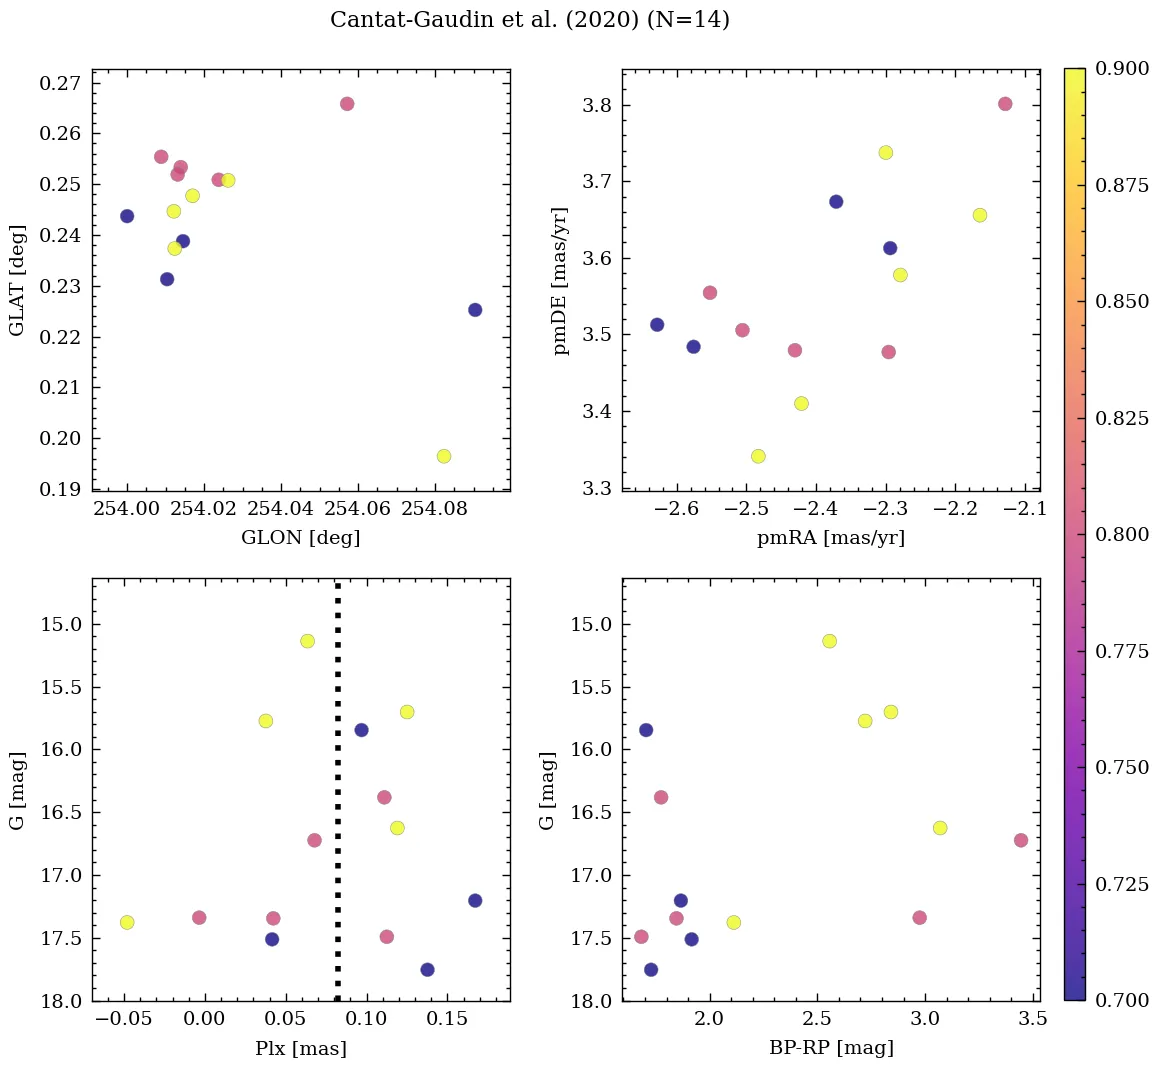 Cantat-Gaudin et al. (2020) (N=14)
0.27
0.26
0.25
0.24
0.23
0.22
0.21
0.20
0.19
GLAT [deg]
254.00 254.02 254.04 254.06 254.08
GLON [deg]
3.8
3.7
3.6
3.5
3.4
3.3
pmDE [mas/yr]
−2.6 −2.5 −2.4 −2.3 −2.2 −2.1
pmRA [mas/yr]
15.0
15.5
16.0
16.5
17.0
17.5
18.0
G [mag]
−0.05 0.00 0.05 0.10 0.15
Plx [mas]
15.0
15.5
16.0
16.5
17.0
17.5
18.0
G [mag]
2.0 2.5 3.0 3.5
BP-RP [mag]
0.900
0.875
0.850
0.825
0.800
0.775
0.750
0.725
0.700